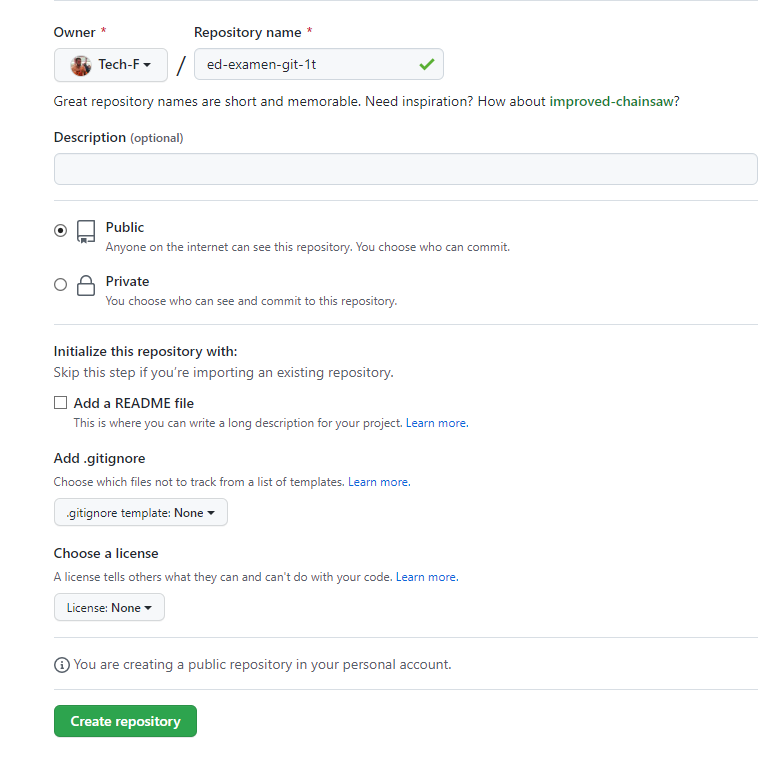 Owner *
Repository name *
Tech-F / ed-examen-git-1t
Great repository names are short and memorable. Need inspiration? How about improved-chainsaw?
Description (optional)
Public
Anyone on the internet can see this repository. You choose who can commit.
Private
You choose who can see and commit to this repository.
Initialize this repository with:
Skip this step if you're importing an existing repository.
Add a README file
This is where you can write a long description for your project. Learn more.
Add .gitignore
Choose which files not to track from a list of templates. Learn more.
.gitignore template: None
Choose a license
A license tells others what they can and can't do with your code. Learn more.
License: None
You are creating a public repository in your personal account.
Create repository